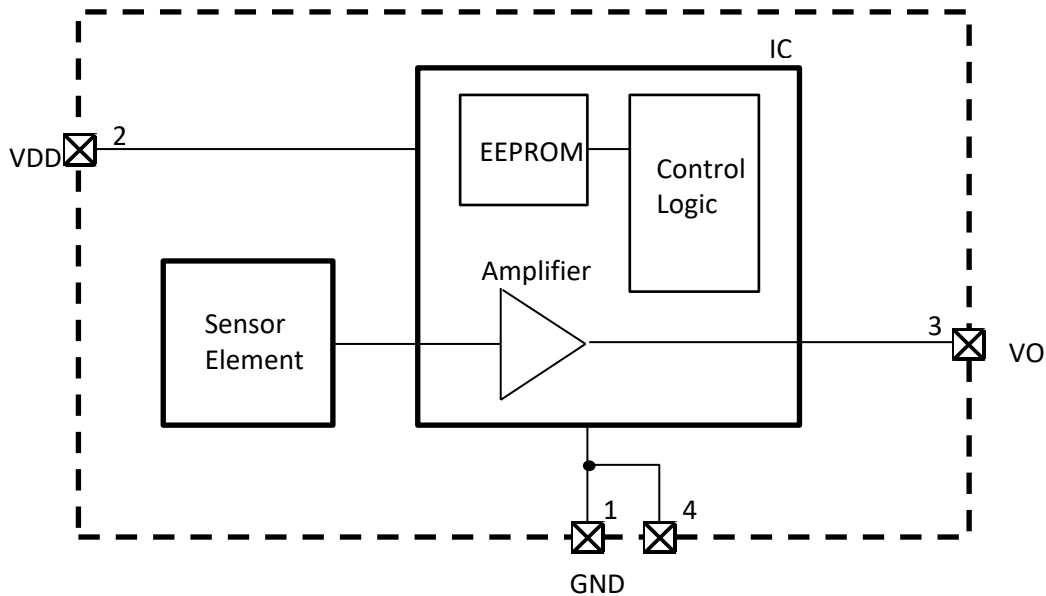 IC
VDD
2
EEPROM
Control
Logic
Amplifier
Sensor
Element
3
VO
1
4
GND